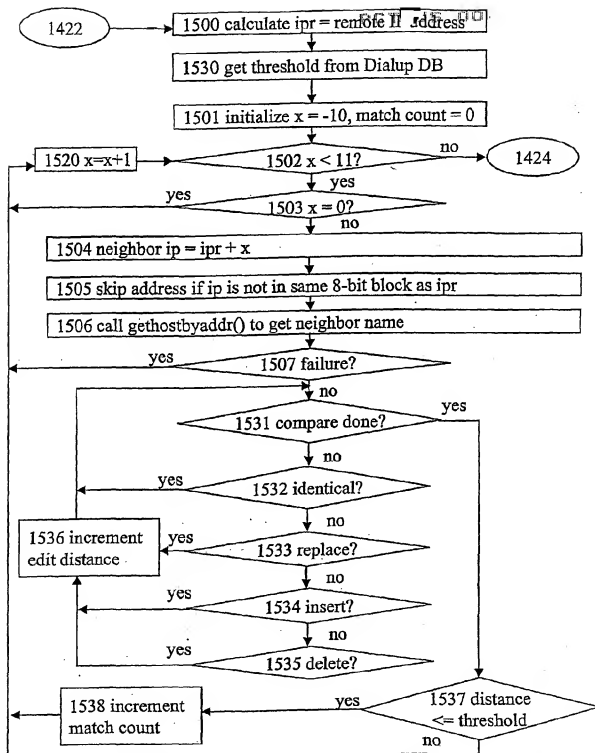 1422
1500 calculate ipr = remote IP address
1530 get threshold from Dialup DB
1501 initialize x = -10, match count = 0
1520 x=x+1
1502 x < 11?
no
1424
yes
yes
1503 x = 0?
no
1504 neighbor ip = ipr + x
1505 skip address if ip is not in same 8-bit block as ipr
1506 call gethostbyaddr() to get neighbor name
yes
1507 failure?
no
yes
1531 compare done?
no
yes
1532 identical?
no
1536 increment
edit distance
yes
1533 replace?
no
yes
1534 insert?
no
yes
1535 delete?
1538 increment
match count
yes
1537 distance
<= threshold
no